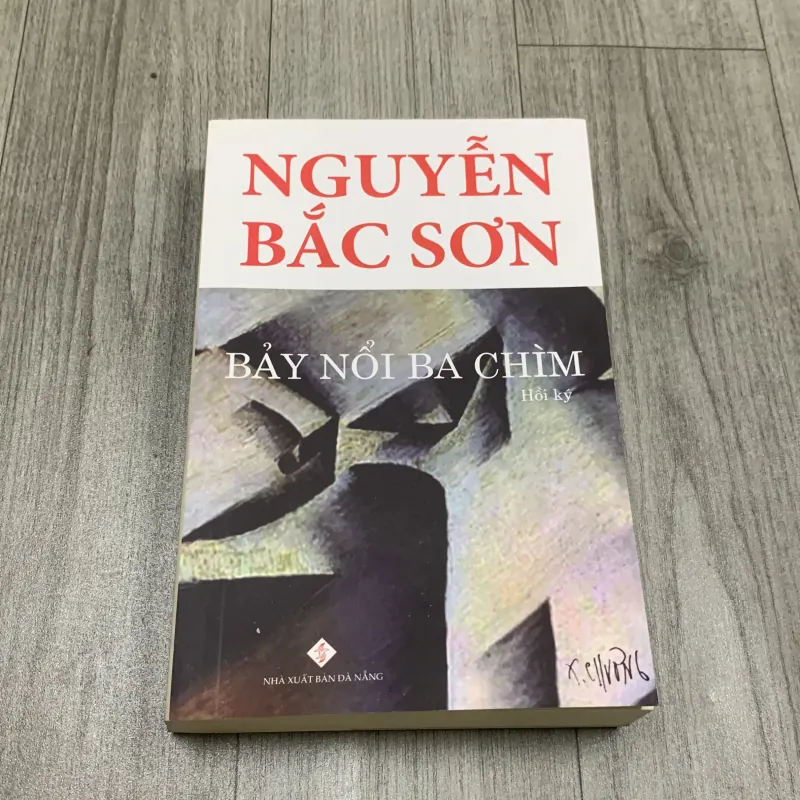 NGUYỄN
BẮC SƠN
BẢY NỔI BA CHÌM
Hồi ký
NHÀ XUẤT BẢN ĐÀ NẴNG